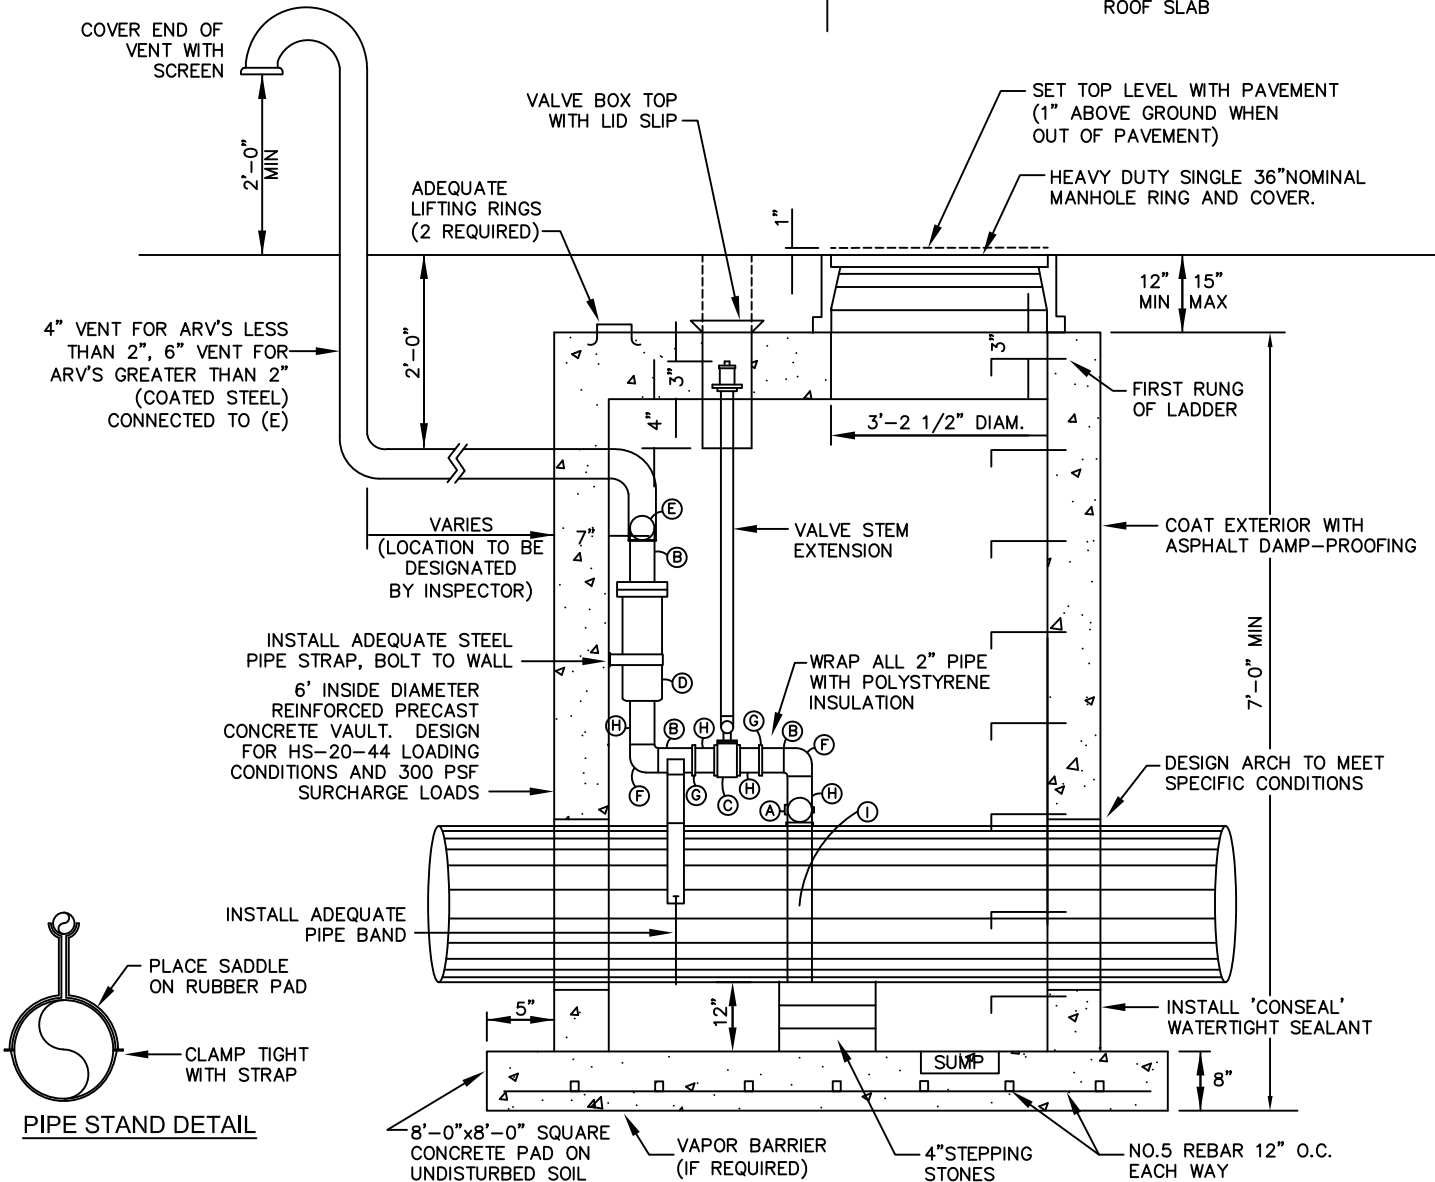 ROOF SLAB
COVER END OF
VENT WITH
SCREEN
2'-0"
MIN
VALVE BOX TOP
WITH LID SLIP
SET TOP LEVEL WITH PAVEMENT
(1" ABOVE GROUND WHEN
OUT OF PAVEMENT)
HEAVY DUTY SINGLE 36"NOMINAL
MANHOLE RING AND COVER.
ADEQUATE
LIFTING RINGS
(2 REQUIRED)
1"
12" 15"
MIN MAX
4" VENT FOR ARV'S LESS
THAN 2", 6" VENT FOR
ARV'S GREATER THAN 2"
(COATED STEEL)
CONNECTED TO (E)
2'-0"
3"
4"
3"
FIRST RUNG
OF LADDER
3'-2 1/2" DIAM.
E
VARIES
(LOCATION TO BE
DESIGNATED
BY INSPECTOR)
7"
B
VALVE STEM
EXTENSION
COAT EXTERIOR WITH
ASPHALT DAMP-PROOFING
INSTALL ADEQUATE STEEL
PIPE STRAP, BOLT TO WALL
WRAP ALL 2" PIPE
WITH POLYSTYRENE
INSULATION
7'-0" MIN
D
6' INSIDE DIAMETER
REINFORCED PRECAST
CONCRETE VAULT. DESIGN
FOR HS-20-44 LOADING
CONDITIONS AND 300 PSF
SURCHARGE LOADS
H
B
H
G
B
F
F
G
C
H
H
A
I
DESIGN ARCH TO MEET
SPECIFIC CONDITIONS
INSTALL ADEQUATE
PIPE BAND
PLACE SADDLE
ON RUBBER PAD
CLAMP TIGHT
WITH STRAP
PIPE STAND DETAIL
5"
12"
INSTALL 'CONSEAL'
WATERTIGHT SEALANT
SUMP
8"
8'-0"x8'-0" SQUARE
CONCRETE PAD ON
UNDISTURBED SOIL
VAPOR BARRIER
(IF REQUIRED)
4"STEPPING
STONES
NO.5 REBAR 12" O.C.
EACH WAY